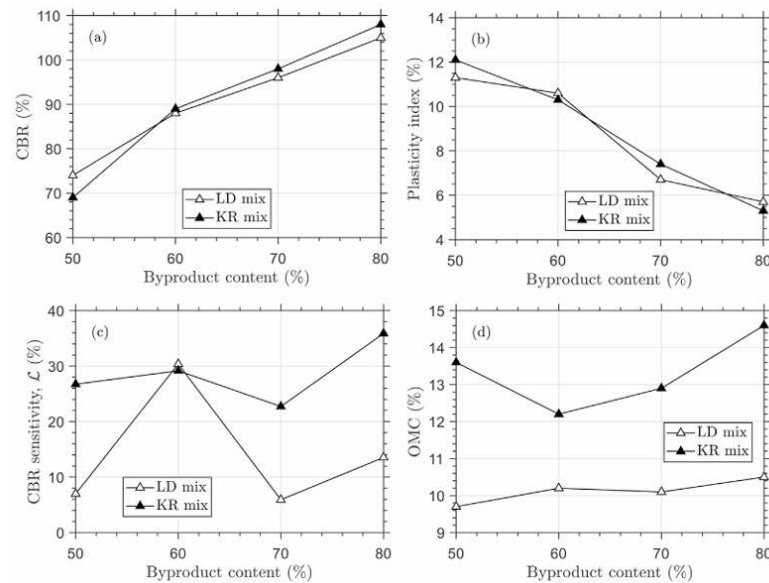 (a)
CBR (%)
110
100
90
80
70
60
50
60
70
80
Byproduct content (%)
LD mix
KR mix
(b)
Plasticity index (%)
14
12
10
8
6
4
50
60
70
80
Byproduct content (%)
LD mix
KR mix
(c)
CBR sensitivity, ℒ (%)
40
30
20
10
0
50
60
70
80
Byproduct content (%)
LD mix
KR mix
(d)
OMC (%)
15
14
13
12
11
10
9
50
60
70
80
Byproduct content (%)
LD mix
KR mix